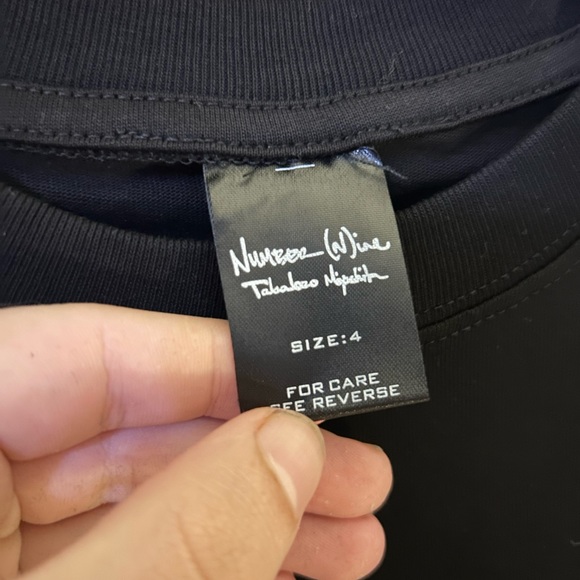 NUMBER (N)ine
Takahiro Miyashita
SIZE:4
FOR CARE
SEE REVERSE